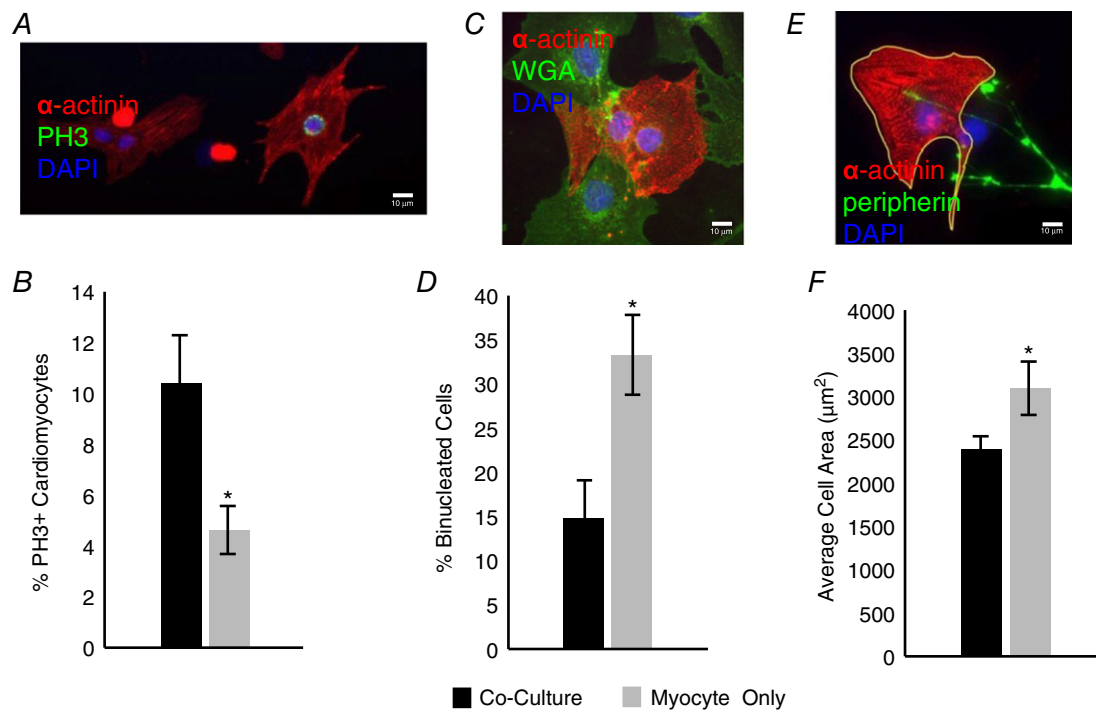 A
α-actinin
PH3
DAPI
10 μm
C
α-actinin
WGA
DAPI
10 μm
E
α-actinin
peripherin
DAPI
10 μm
B
% PH3+ Cardiomyocytes
14
12
10
8
6
4
2
0
*
D
% Binucleated Cells
40
35
30
25
20
15
10
5
0
*
F
Average Cell Area (μm²)
4000
3500
3000
2500
2000
1500
1000
500
0
*
Co-Culture
Myocyte Only